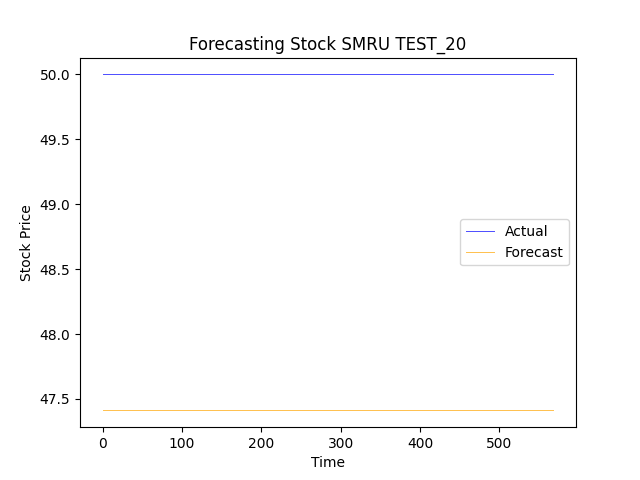 Forecasting Stock SMRU TEST_20
50.0
49.5
49.0
48.5
48.0
47.5
Stock Price
Actual
Forecast
0 100 200 300 400 500
Time